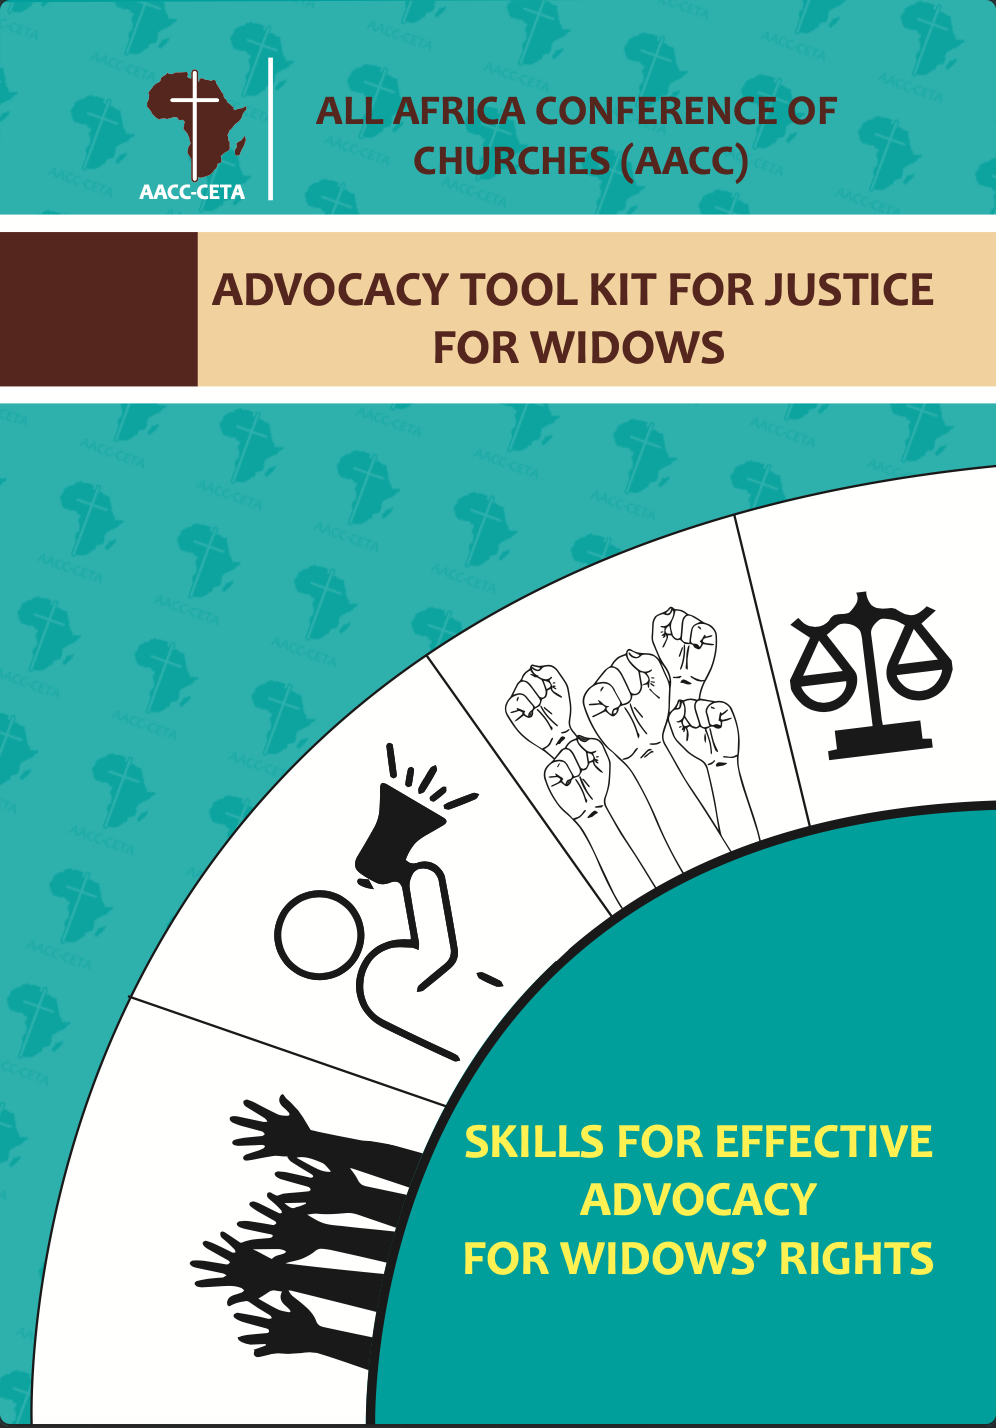 AACC-CETA
ALL AFRICA CONFERENCE OF
CHURCHES (AACC)
ADVOCACY TOOL KIT FOR JUSTICE
FOR WIDOWS
SKILLS FOR EFFECTIVE
ADVOCACY
FOR WIDOWS’ RIGHTS